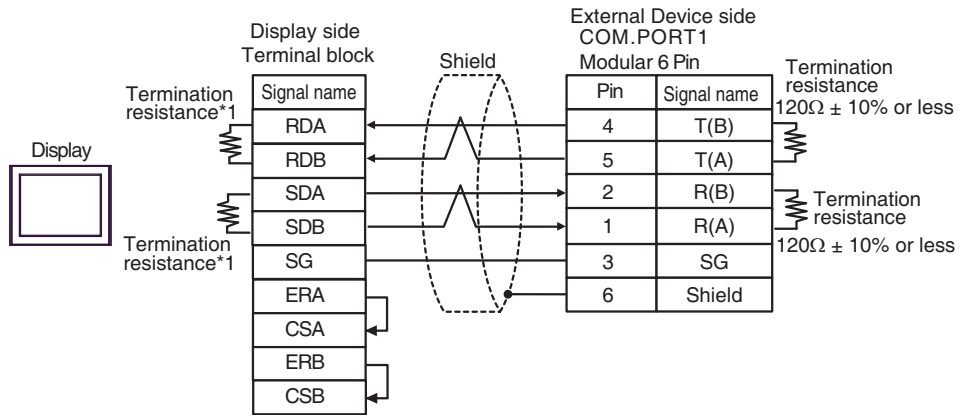 Display side
Terminal block
Shield
External Device side
COM.PORT1
Modular 6 Pin
Termination
resistance
120Ω ± 10% or less
Termination
resistance*1
Signal name
Pin
Signal name
RDA
4
T(B)
RDB
5
T(A)
Display
SDA
2
R(B)
SDB
1
R(A)
Termination
resistance
120Ω ± 10% or less
Termination
resistance*1
SG
3
SG
ERA
6
Shield
CSA
ERB
CSB